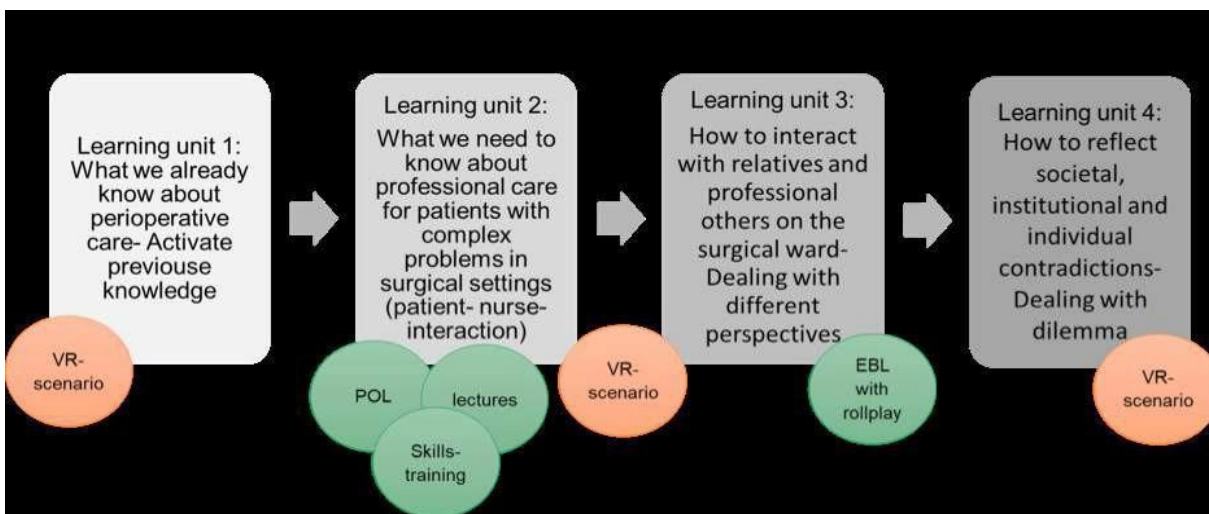 Learning unit 1:
What we already
know about
perioperative
care- Activate
previouse
knowledge
VR-
scenario
Learning unit 2:
What we need to
know about
professional care
for patients with
complex
problems in
surgical settings
(patient- nurse-
interaction)
POL
lectures
Skills-
training
Learning unit 3:
How to interact
with relatives and
professional
others on the
surgical ward-
Dealing with
different
perspectives
VR-
scenario
EBL
with
rollplay
Learning unit 4:
How to reflect
societal,
institutional and
individual
contradictions-
Dealing with
dilemma
VR-
scenario